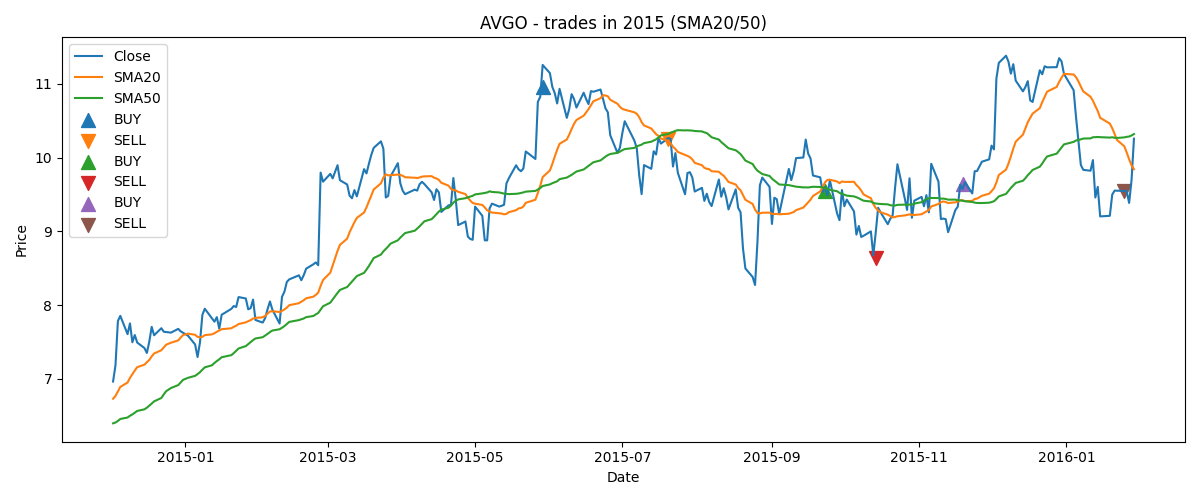 AVGO - trades in 2015 (SMA20/50)
Close
SMA20
SMA50
BUY
SELL
BUY
SELL
BUY
SELL
Price
11
10
9
8
7
2015-01 2015-03 2015-05 2015-07 2015-09 2015-11 2016-01
Date